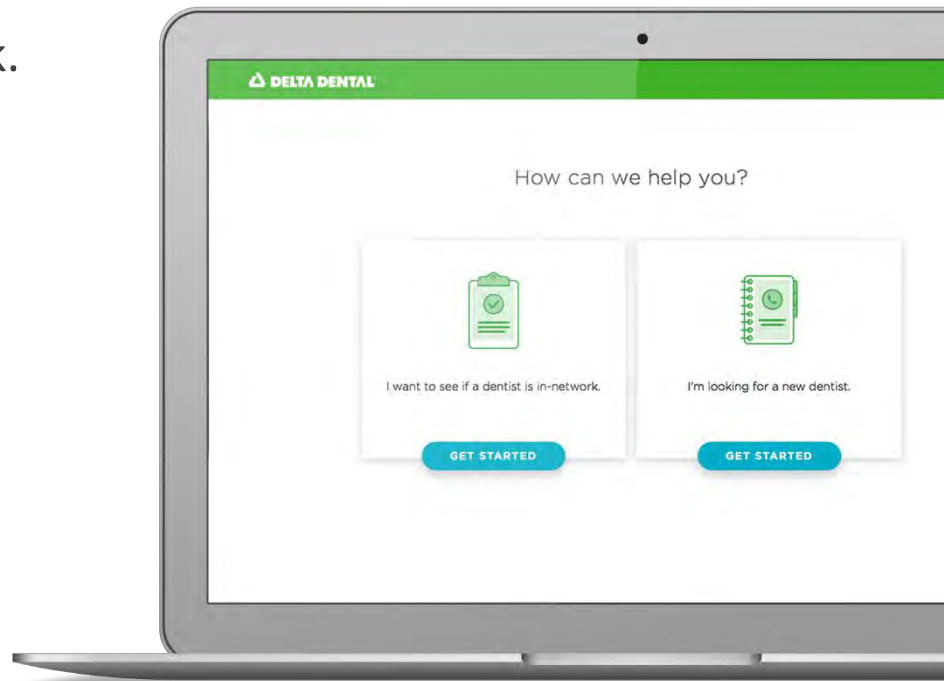 k.
DELTA DENTAL
How can we help you?
I want to see if a dentist is in-network.
I'm looking for a new dentist.
GET STARTED
GET STARTED